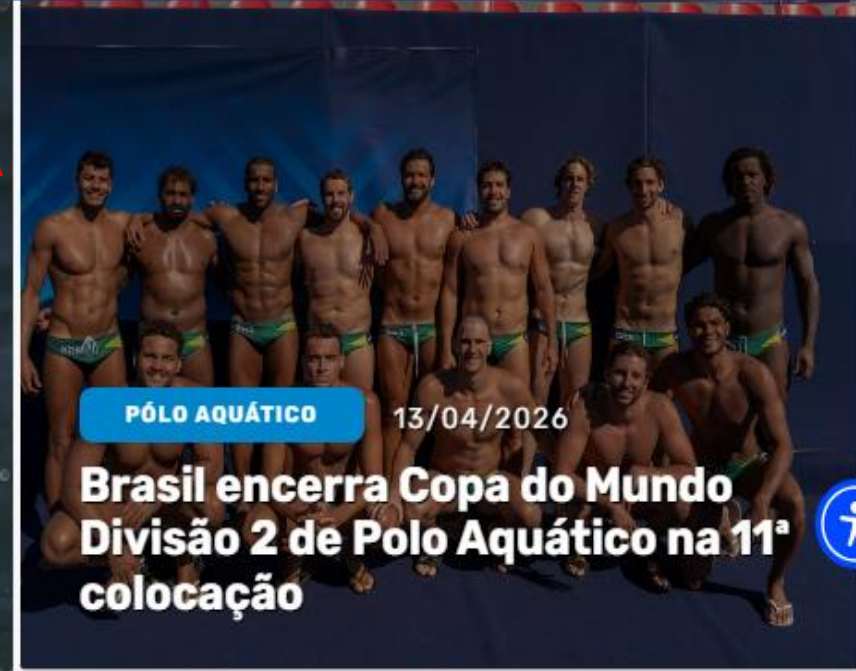 PÓLO AQUÁTICO
13/04/2026
Brasil encerra Copa do Mundo
Divisão 2 de Polo Aquático na 11ª
colocação